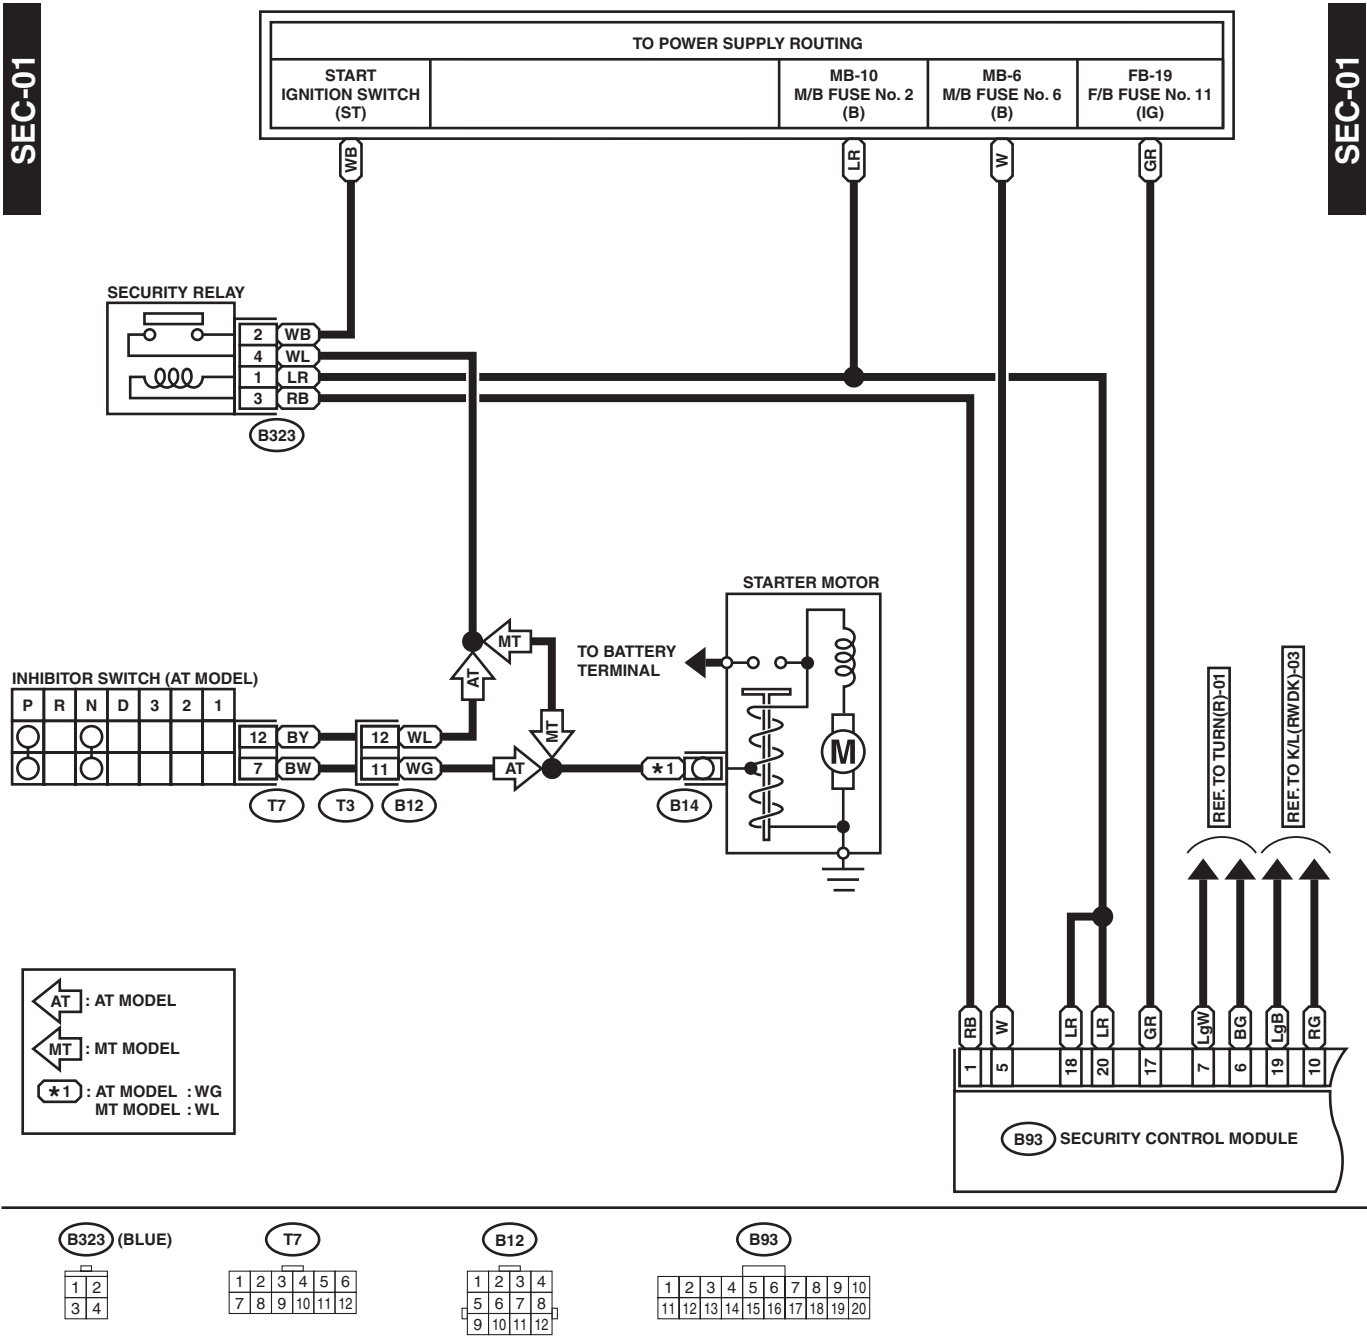 SEC-01
SEC-01
TO POWER SUPPLY ROUTING
START
IGNITION SWITCH
(ST)
MB-10
M/B FUSE No. 2
(B)
MB-6
M/B FUSE No. 6
(B)
FB-19
F/B FUSE No. 11
(IG)
WB
LR
W
GR
SECURITY RELAY
2 WB
4 WL
1 LR
3 RB
B323
STARTER MOTOR
TO BATTERY
TERMINAL
MT
AT
MT
AT
M
INHIBITOR SWITCH (AT MODEL)
P R N D 3 2 1
12 BY 12 WL
7 BW 11 WG
*1
T7 T3 B12 B14
REF. TO TURN(R)-01
REF. TO K/L(RWDK)-03
AT : AT MODEL
MT : MT MODEL
*1 : AT MODEL : WG
MT MODEL : WL
RB W LR LR GR LgW BG LgB RG
1 5 18 20 17 7 6 19 10
B93 SECURITY CONTROL MODULE
B323 (BLUE)
1 2
3 4
T7
1 2 3 4 5 6
7 8 9 10 11 12
B12
1 2 3 4
5 6 7 8
9 10 11 12
B93
1 2 3 4 5 6 7 8 9 10
11 12 13 14 15 16 17 18 19 20